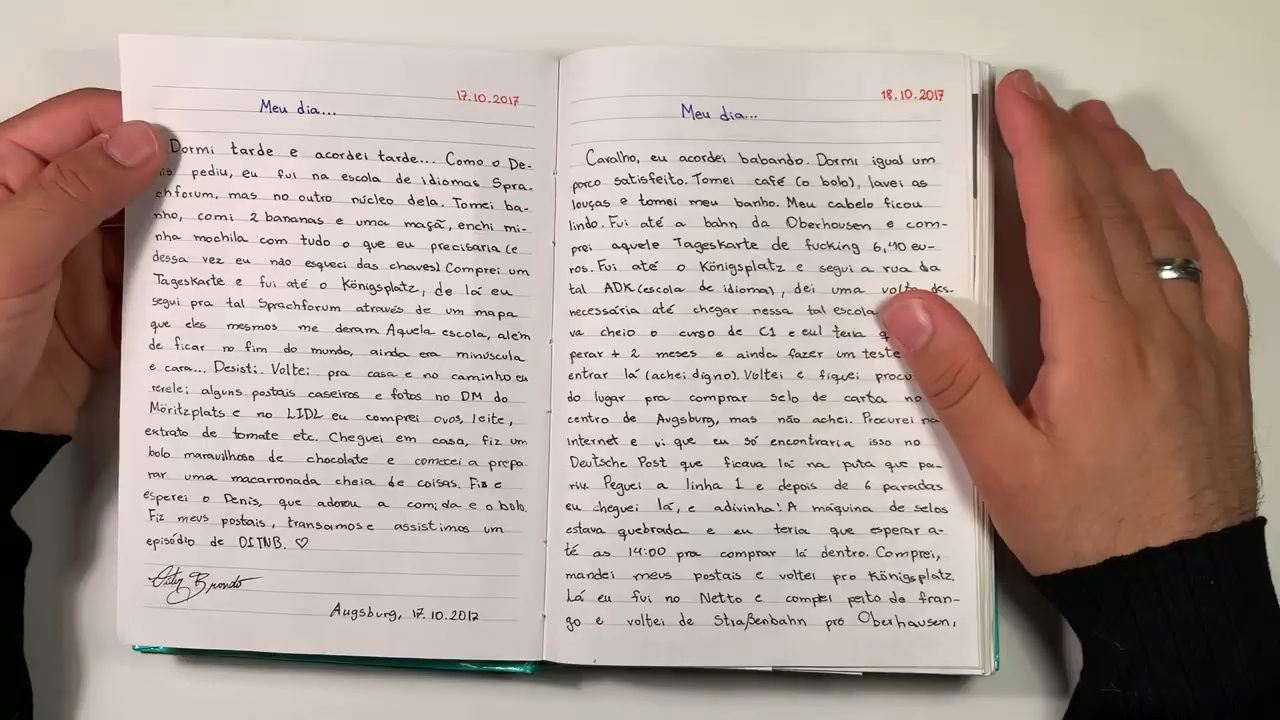 17.10.2017
Meu dia...
Dormi tarde e acordei tarde... Como o De-
is pediu, eu fui na escola de idiomas Spra-
chforum, mas no outro núcleo dela. Tomei ba-
nho, comi 2 bananas e uma maçã, enchi mi-
nha mochila com tudo o que eu precisaria (e
dessa vez eu não esqueci das chaves) Comprei um
Tageskarte e fui até o Königsplatz, de lá eu
segui pra tal Sprachforum através de um mapa
que eles mesmos me deram Aquela escola, além
de ficar no fim do mundo, ainda era minúscula
e cara... Desisti. Voltei pra casa e no caminho eu
revelei alguns postais caseiros e fotos no DM do
Möritzplats e no LIDL eu comprei ovos, leite,
extrato de tomate etc. Cheguei em casa, fiz um
bolo maravilhoso de chocolate e comecei a prepa
rar uma macarronada cheia de coisas. Fiz e
esperei o Denis, que adorou a comida e o bolo.
Fiz meus postais, transamos e assistimos um
episódio de OITNB. ♡
Augsburg, 17.10.2017
18.10.2017
Meu dia...
Caralho, eu acordei babando. Dormi igual um
porco satisfeito. Tomei café (o bolo), lavei as
louças e tomei meu banho. Meu cabelo ficou
lindo. Fui até a bahn da Oberhousen e com-
prei aquele Tageskarte de fucking 6,40 eu-
ros. Fui até o Königsplatz e segui a rua da
tal ADK (escola de idioma), dei uma volta des-
necessária até chegar nessa tal escola
va cheio o curso de C1 e eu teria q
perar + 2 meses e ainda fazer um teste
entrar lá (achei digno). Voltei e fiquei procu
do lugar pra comprar selo de carta no
centro de Augsburg, mas não achei. Procurei na
internet e vi que eu só encontraria isso no
Deutsche Post que ficava lá na puta que pa-
riu. Peguei a linha 1 e depois de 6 paradas
eu cheguei lá, e adivinha! A máquina de selos
estava quebrada e eu teria que esperar a-
té as 14:00 pra comprar lá dentro. Comprei,
mandei meus postais e voltei pro Königsplatz.
Lá eu fui no Netto e comprei peito de fran-
go e voltei de Straßenbahn pro Oberhausen,